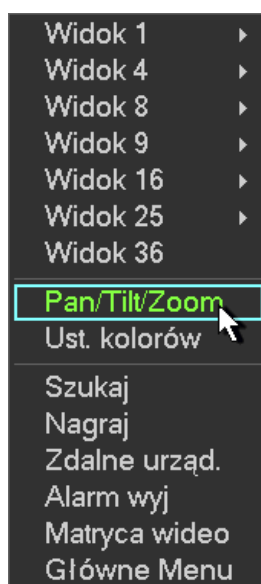 Widok 1
Widok 4
Widok 8
Widok 9
Widok 16
Widok 25
Widok 36
Pan/Tilt/Zoom
Ust. kolorów
Szukaj
Nagraj
Zdalne urząd.
Alarm wyj
Matryca wideo
Główne Menu